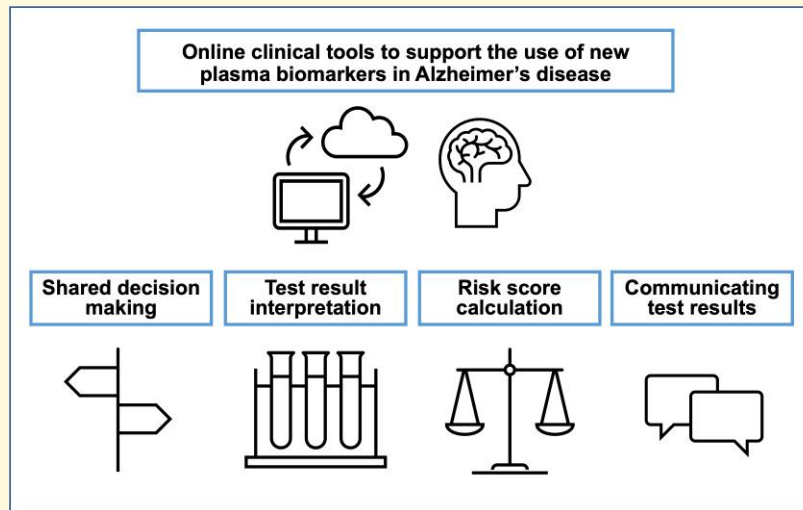 Online clinical tools to support the use of new
plasma biomarkers in Alzheimer’s disease
Shared decision
making
Test result
interpretation
Risk score
calculation
Communicating
test results